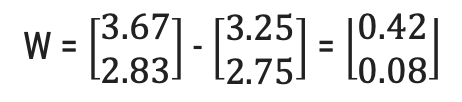 W = [3.67 2.83] - [3.25 2.75] = [0.42 0.08]